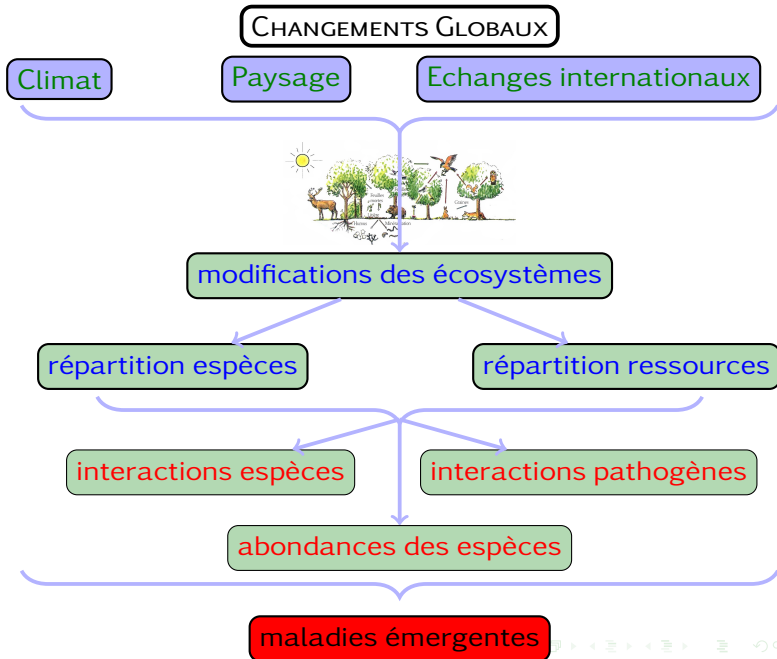 CHANGEMENTS GLOBAUX
Climat
Paysage
Echanges internationaux
modifications des écosystèmes
répartition espèces
répartition ressources
interactions espèces
interactions pathogènes
abondances des espèces
maladies émergentes